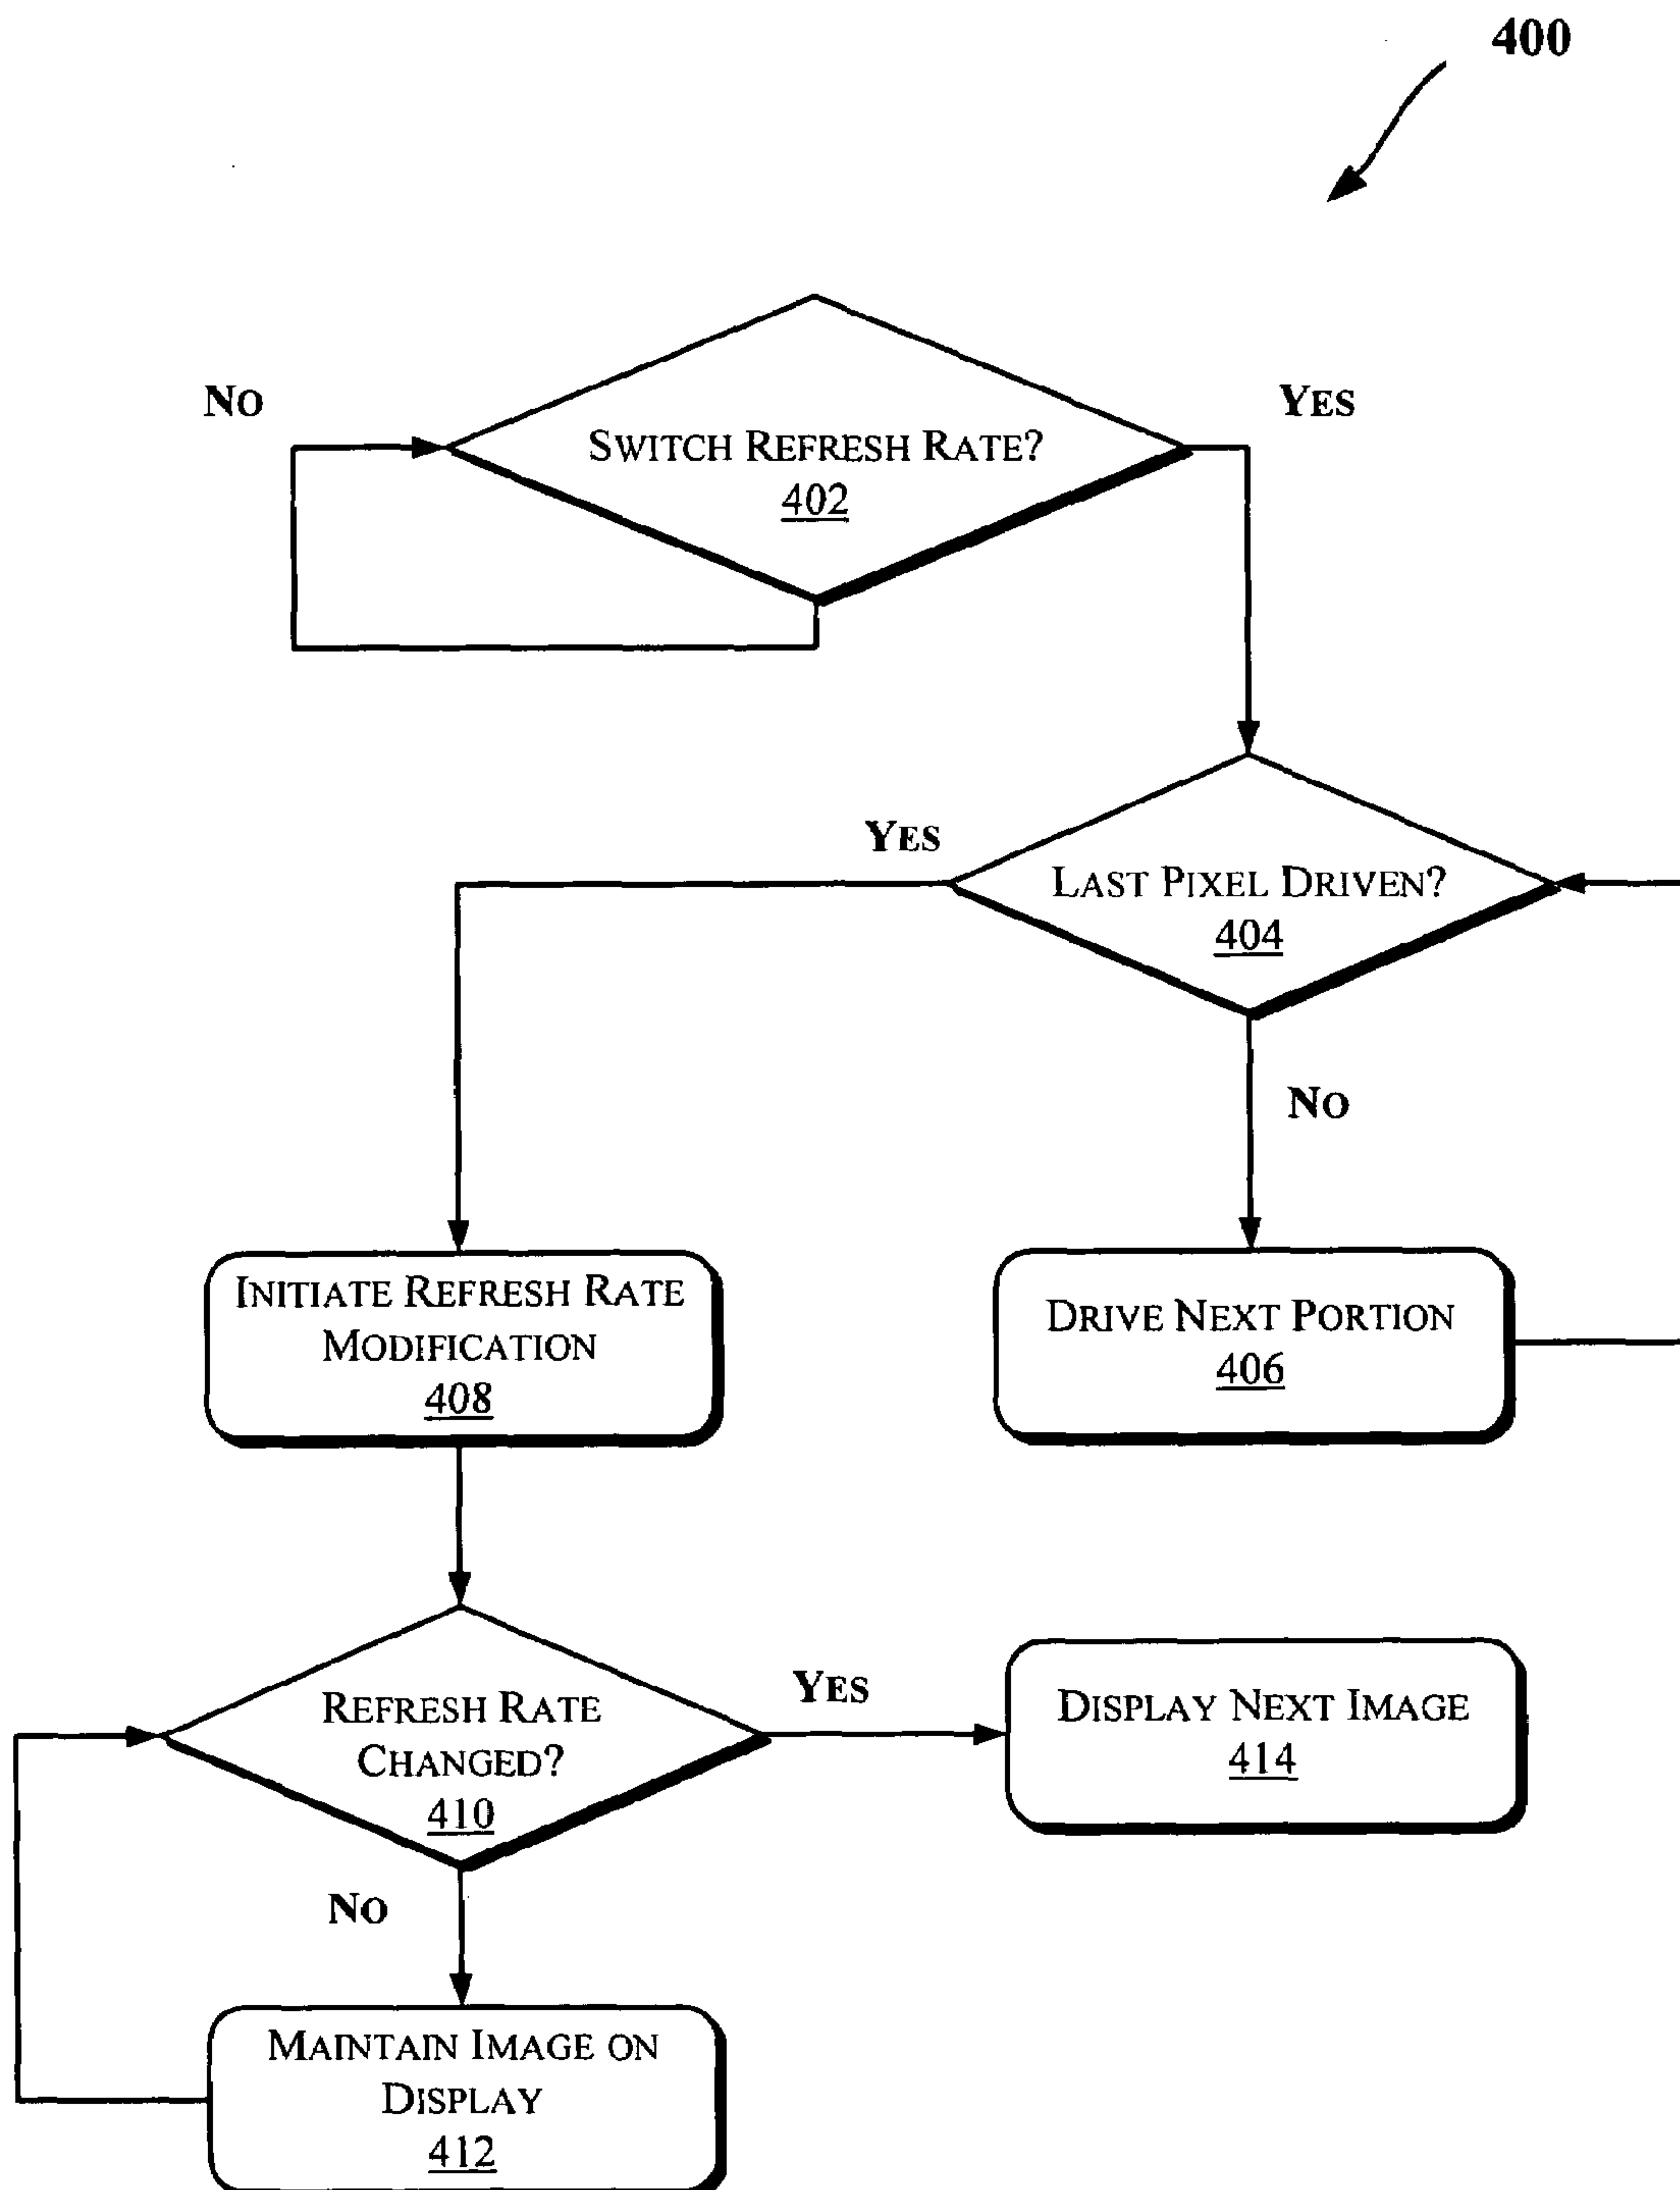 400
NO
YES
SWITCH REFRESH RATE?
402
YES
LAST PIXEL DRIVEN?
404
NO
INITIATE REFRESH RATE
MODIFICATION
408
DRIVE NEXT PORTION
406
REFRESH RATE
CHANGED?
410
YES
DISPLAY NEXT IMAGE
414
NO
MAINTAIN IMAGE ON
DISPLAY
412